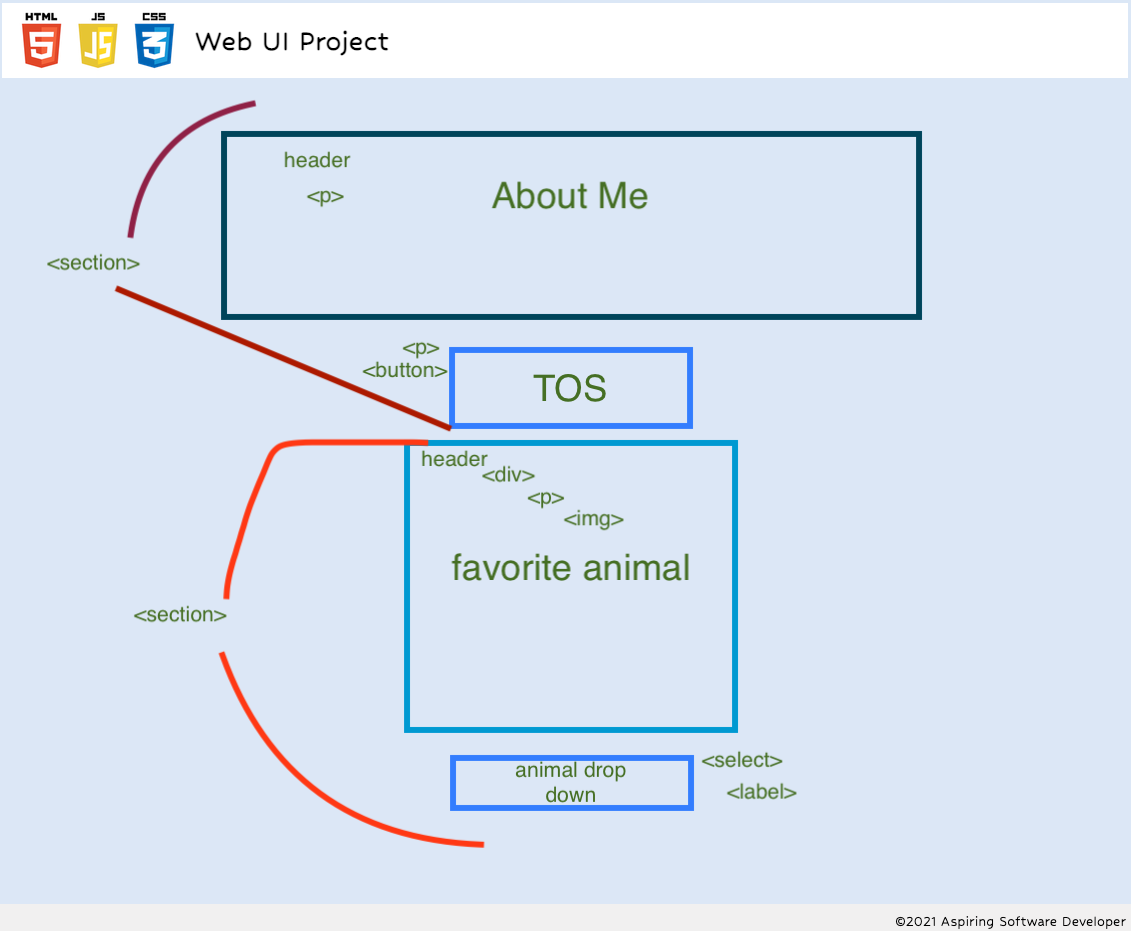 HTML JS CSS
5 JS 3
Web UI Project
header
<p>
About Me
<section>
<p>
<button>
TOS
header
<div>
<p>
<img>
favorite animal
<section>
animal drop
down
<select>
<label>
©2021 Aspiring Software Developer